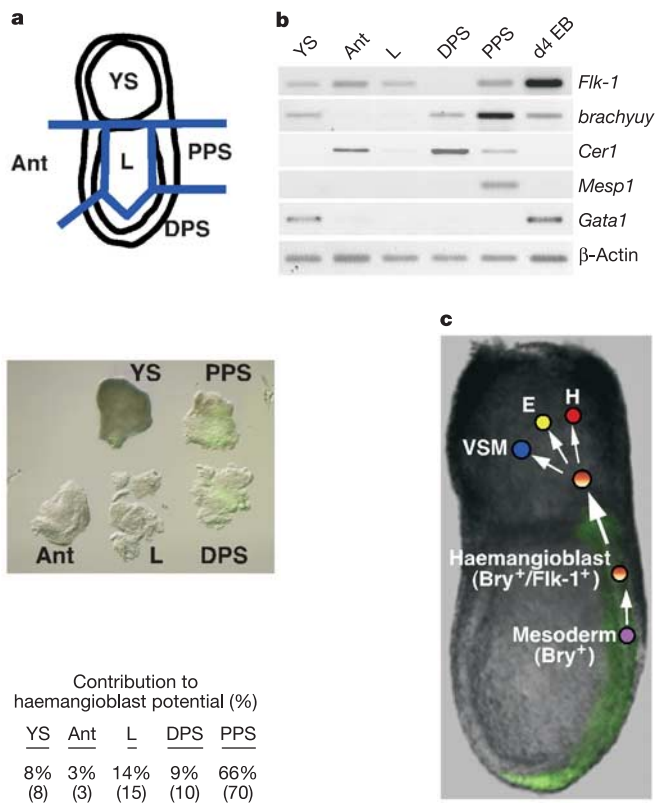 a
YS
Ant
L
PPS
DPS
b
YS Ant L DPS PPS d4 EB
Flk-1
brachyuy
Cer1
Mesp1
Gata1
β-Actin
YS PPS
Ant L DPS
Contribution to
haemangioblast potential (%)
YS Ant L DPS PPS
8% 3% 14% 9% 66%
(8) (3) (15) (10) (70)
c
E H
VSM
Haemangioblast
(Bry+/Flk-1+)
Mesoderm
(Bry+)